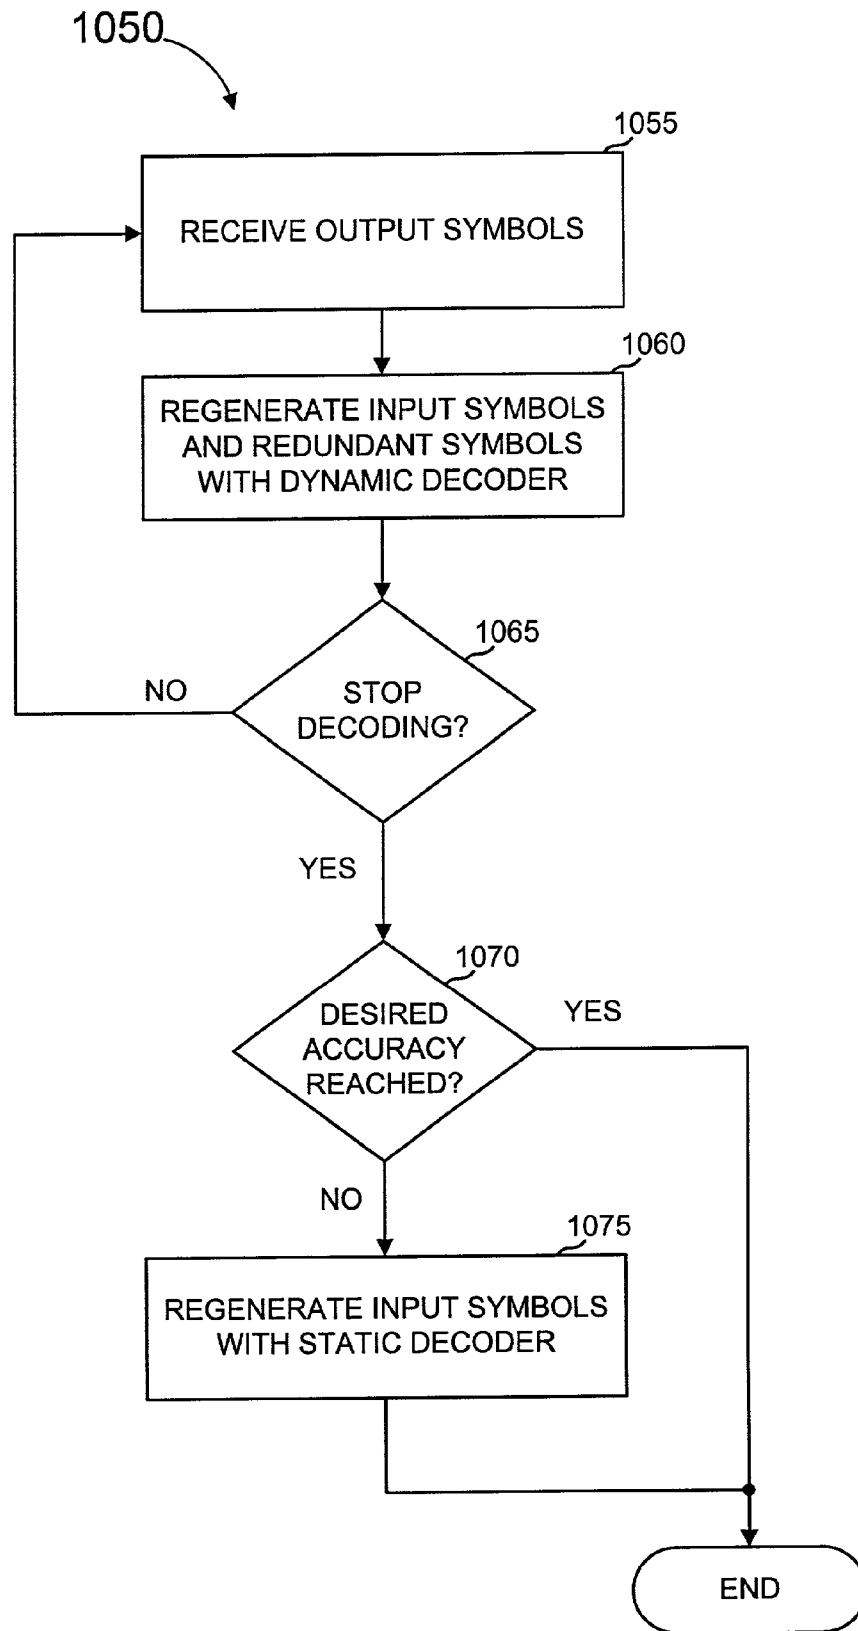 1050
1055
RECEIVE OUTPUT SYMBOLS
1060
REGENERATE INPUT SYMBOLS
AND REDUNDANT SYMBOLS
WITH DYNAMIC DECODER
1065
NO
STOP
DECODING?
YES
1070
DESIRED
ACCURACY
REACHED?
YES
NO
1075
REGENERATE INPUT SYMBOLS
WITH STATIC DECODER
END